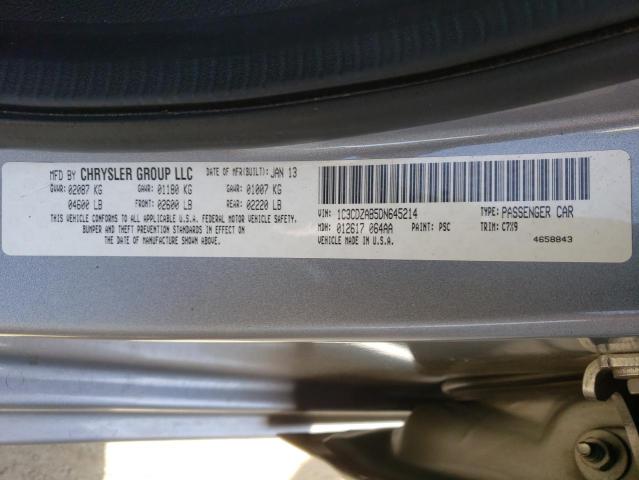 MFD BY CHRYSLER GROUP LLC DATE OF MFR(BUILT): JAN 13
GVWR: 02087 KG GAWR: 01180 KG GAWR: 01007 KG
04600 LB FRONT: 02600 LB REAR: 02220 LB
THIS VEHICLE CONFORMS TO ALL APPLICABLE U.S.A. FEDERAL MOTOR VEHICLE SAFETY,
BUMPER AND THEFT PREVENTION STANDARDS IN EFFECT ON
THE DATE OF MANUFACTURE SHOWN ABOVE.
VIN: 1C3CDZAB5DN645214 TYPE: PASSENGER CAR
MDH: 012617 064AA PAINT: PSC TRIM: C7X9
VEHICLE MADE IN U.S.A. 4658843